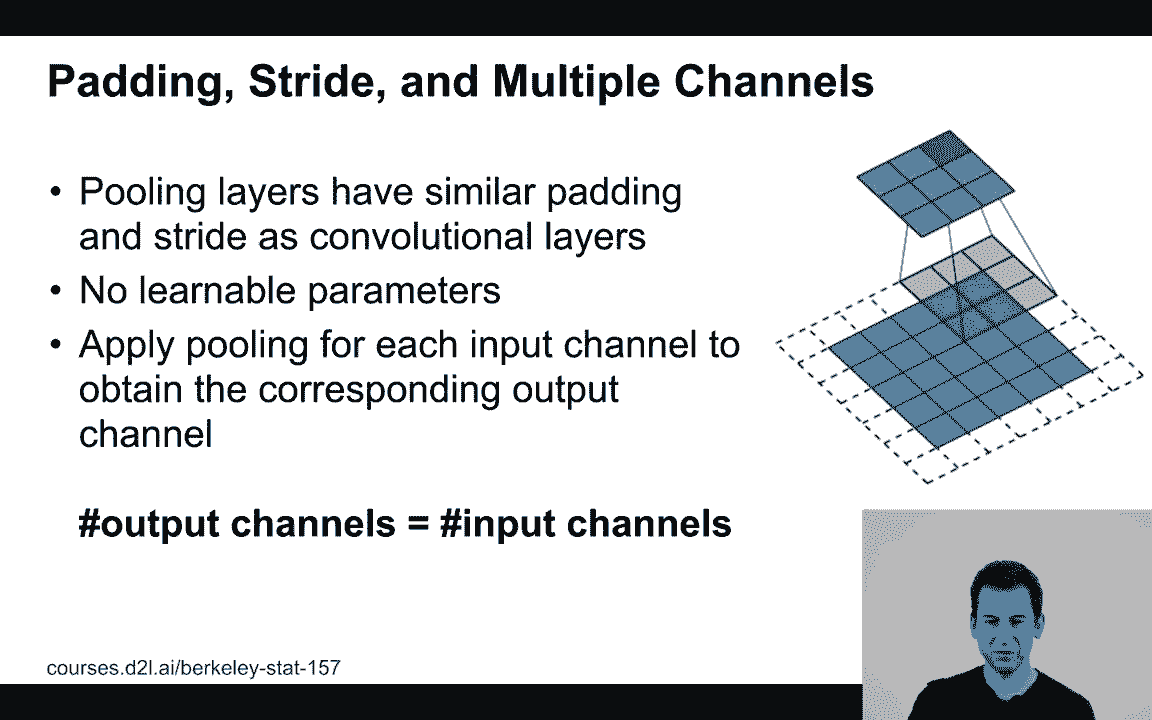 Padding, Stride, and Multiple Channels
• Pooling layers have similar padding
and stride as convolutional layers
• No learnable parameters
• Apply pooling for each input channel to
obtain the corresponding output
channel
#output channels = #input channels
courses.d2l.ai/berkeley-stat-157